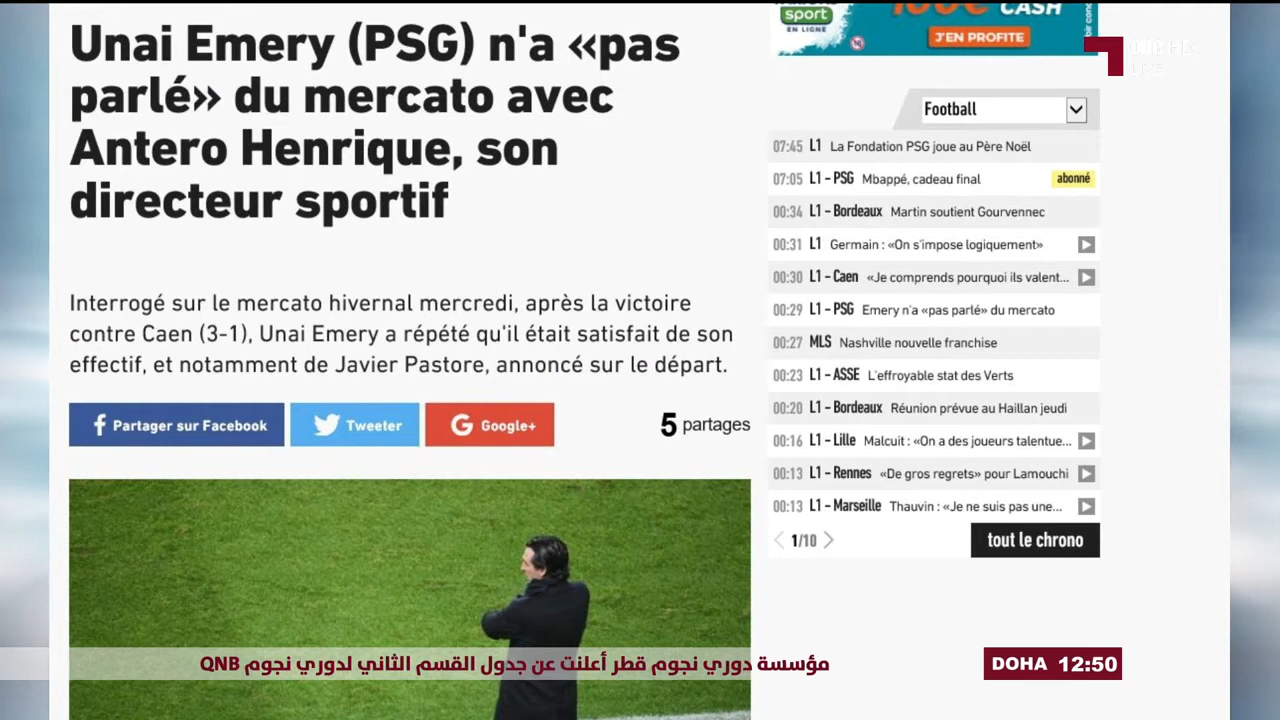 Unai Emery (PSG) n'a «pas
parlé» du mercato avec
Antero Henrique, son
directeur sportif
Interrogé sur le mercato hivernal mercredi, après la victoire
contre Caen (3-1), Unai Emery a répété qu'il était satisfait de son
effectif, et notamment de Javier Pastore, annoncé sur le départ.
Partager sur Facebook
Tweeter
Google+
5 partages
sport
EN LIGNE
100€ CASH
J'EN PROFITE
Football
07:45 L1 La Fondation PSG joue au Père Noël
07:05 L1 - PSG Mbappé, cadeau final abonné
00:34 L1 - Bordeaux Martin soutient Gourvennec
00:31 L1 Germain : «On s'impose logiquement»
00:30 L1 - Caen «Je comprends pourquoi ils valent...
00:29 L1 - PSG Emery n'a «pas parlé» du mercato
00:27 MLS Nashville nouvelle franchise
00:23 L1 - ASSE L'effroyable stat des Verts
00:20 L1 - Bordeaux Réunion prévue au Haillan jeudi
00:16 L1 - Lille Malcuit : «On a des joueurs talentue...
00:13 L1 - Rennes «De gros regrets» pour Lamouchi
00:13 L1 - Marseille Thauvin : «Je ne suis pas une...
1/10
tout le chrono
مؤسسة دوري نجوم قطر أعلنت عن جدول القسم الثاني لدوري نجوم QNB
DOHA 12:50